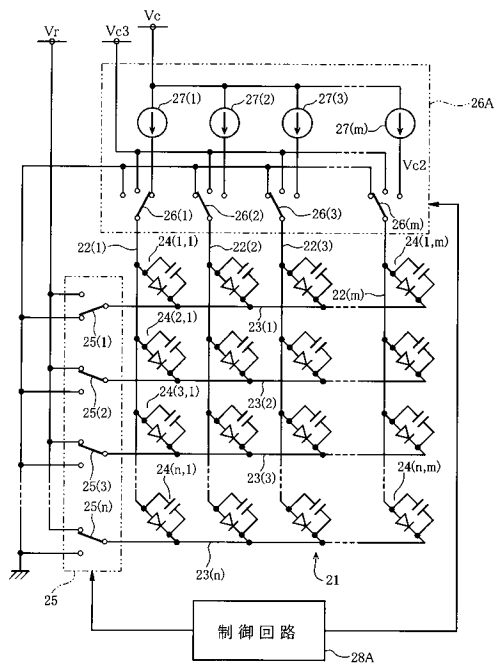 Vr Vc3 Vc
27(1) 27(2) 27(3)
26A
27(m)
Vc2
26(1) 26(2) 26(3) 26(m)
22(1) 24(1,1) 22(2) 22(3) 24(1,m)
22(m)
25(1) 24(2,1) 23(1)
25(2) 24(3,1) 23(2)
25(3) 24(n,1) 23(3) 24(n,m)
25(n)
23(n)
25 21
制御回路
28A